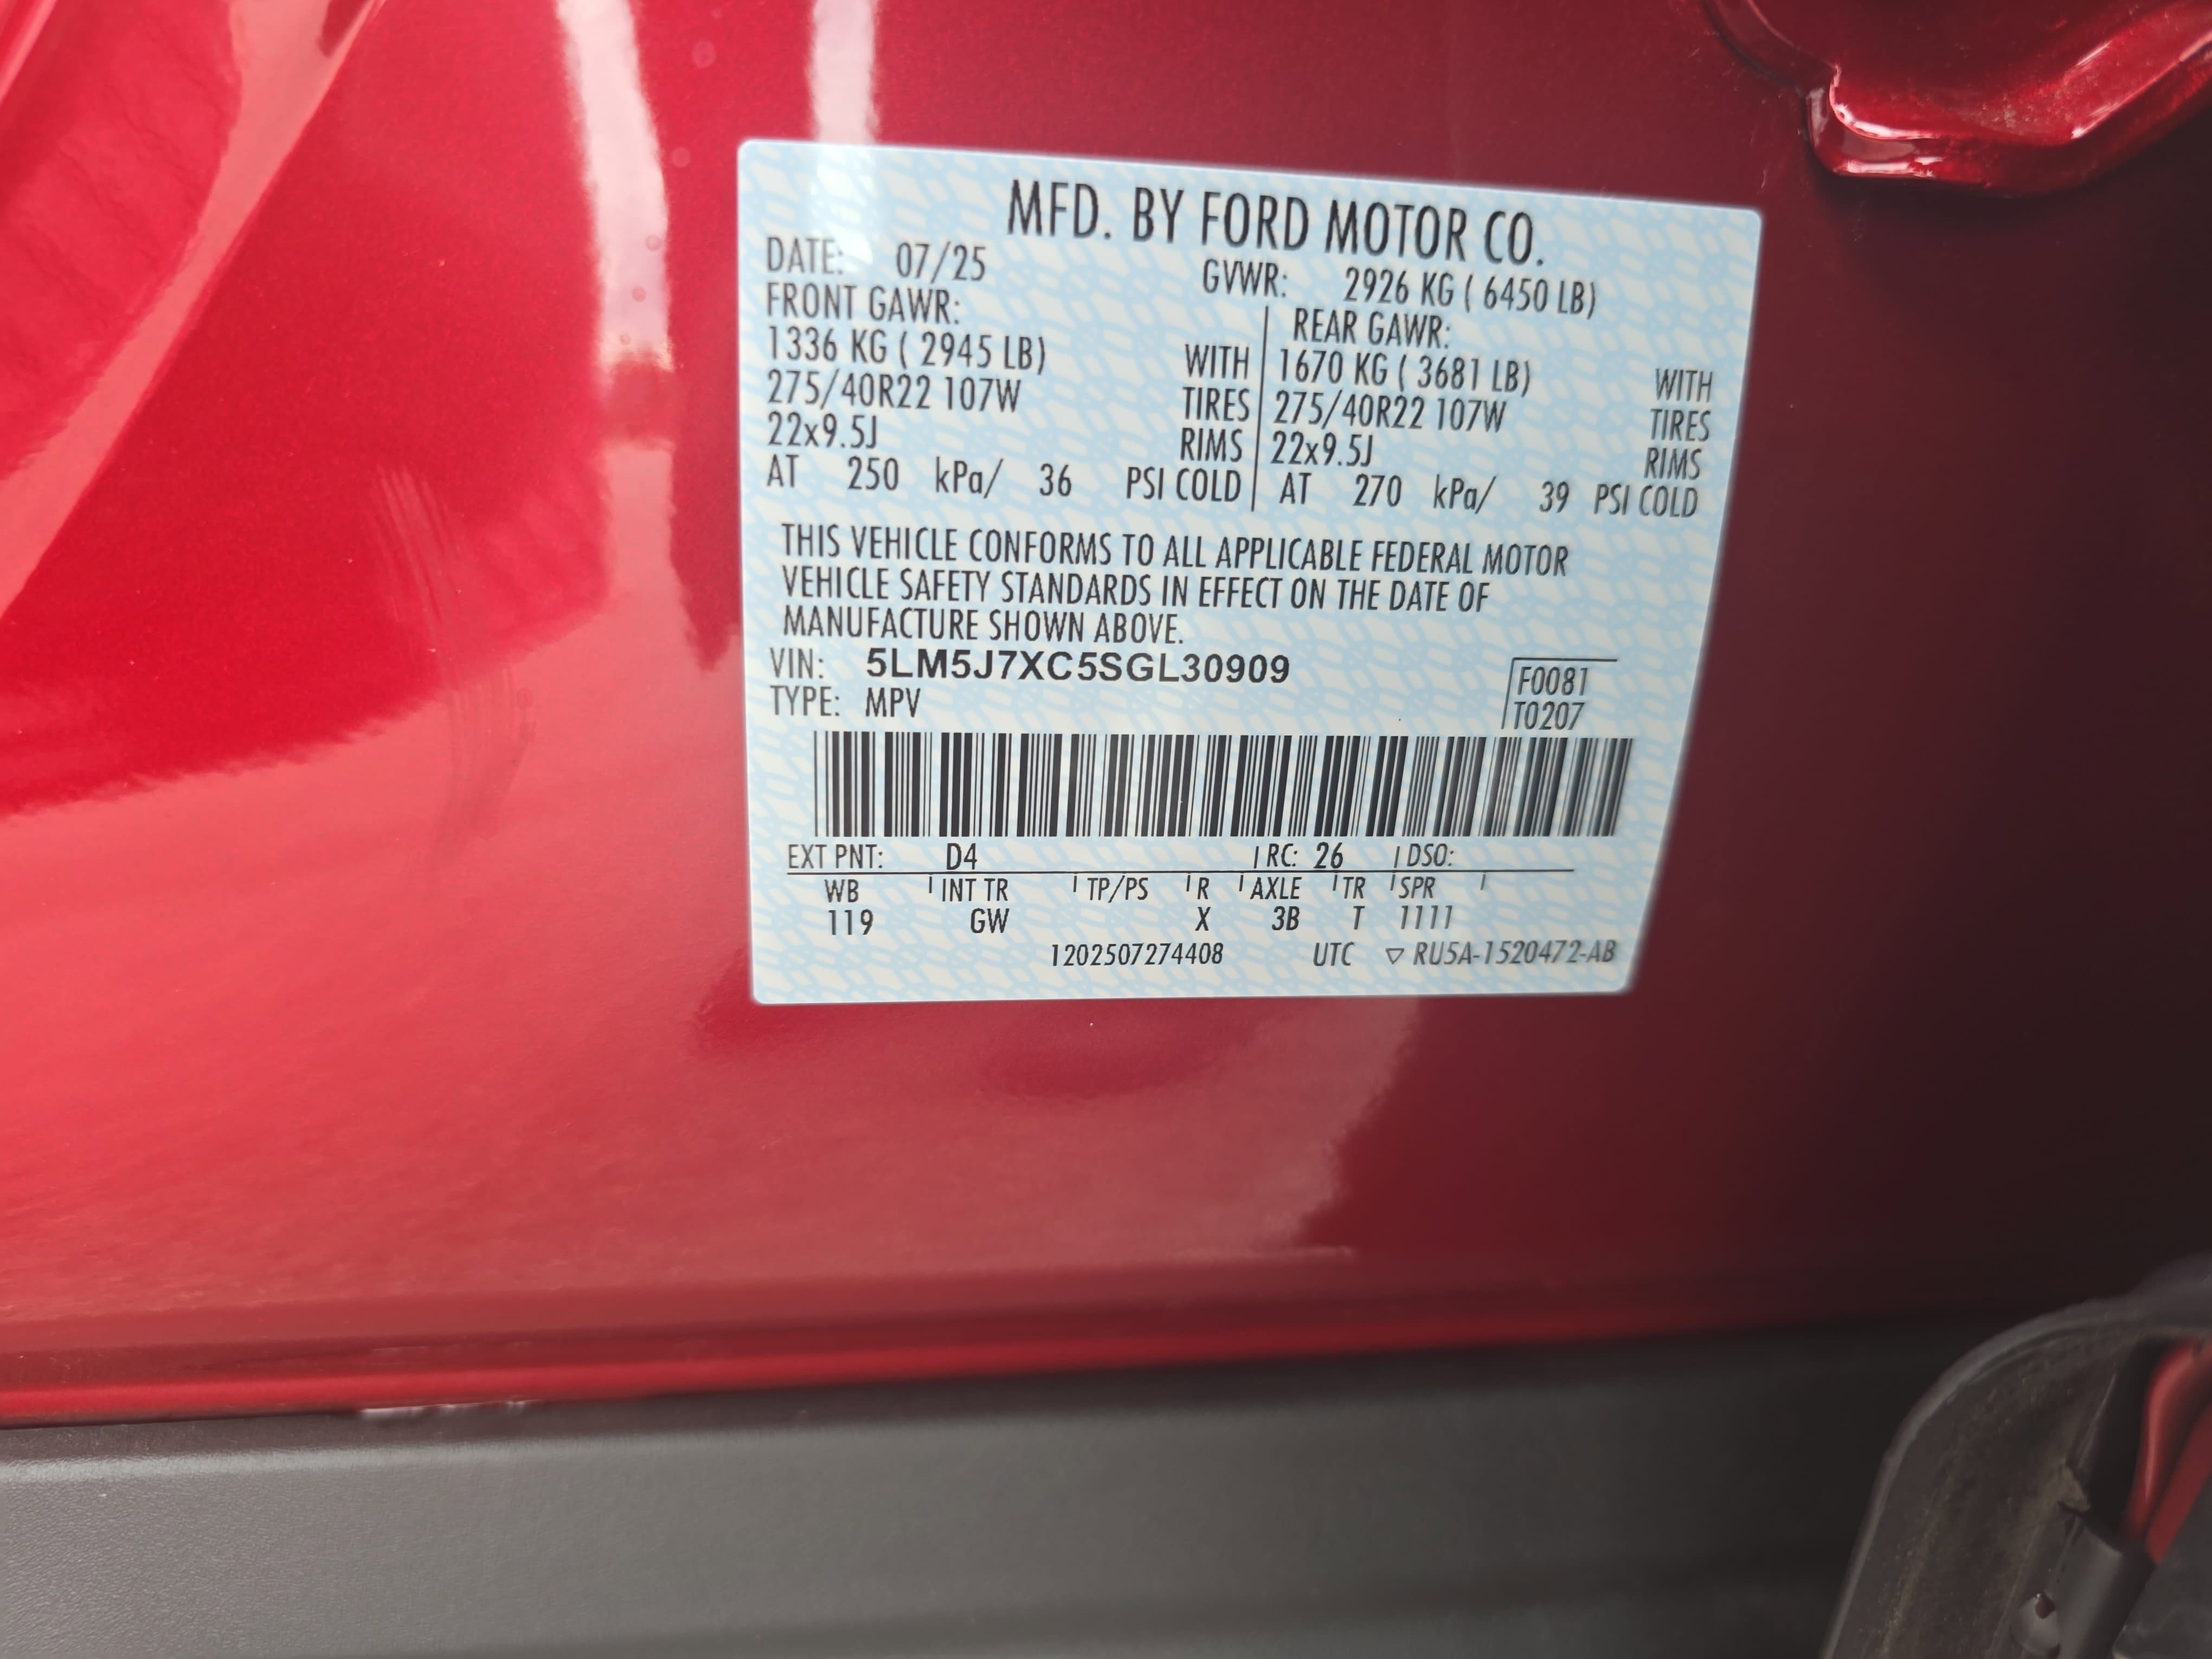 MFD. BY FORD MOTOR CO.
DATE: 07/25 GVWR: 2926 KG ( 6450 LB)
FRONT GAWR: REAR GAWR:
1336 KG ( 2945 LB) WITH 1670 KG ( 3681 LB) WITH
275/40R22 107W TIRES 275/40R22 107W TIRES
22x9.5J RIMS 22x9.5J RIMS
AT 250 kPa/ 36 PSI COLD AT 270 kPa/ 39 PSI COLD
THIS VEHICLE CONFORMS TO ALL APPLICABLE FEDERAL MOTOR
VEHICLE SAFETY STANDARDS IN EFFECT ON THE DATE OF
MANUFACTURE SHOWN ABOVE.
VIN: 5LM5J7XC5SGL30909 F0081
TYPE: MPV T0207
EXT PNT: D4 RC: 26 DSO:
WB INT TR TP/PS R AXLE TR SPR
119 GW X 3B T 1111
1202507274408 UTC ▽ RU5A-1520472-AB